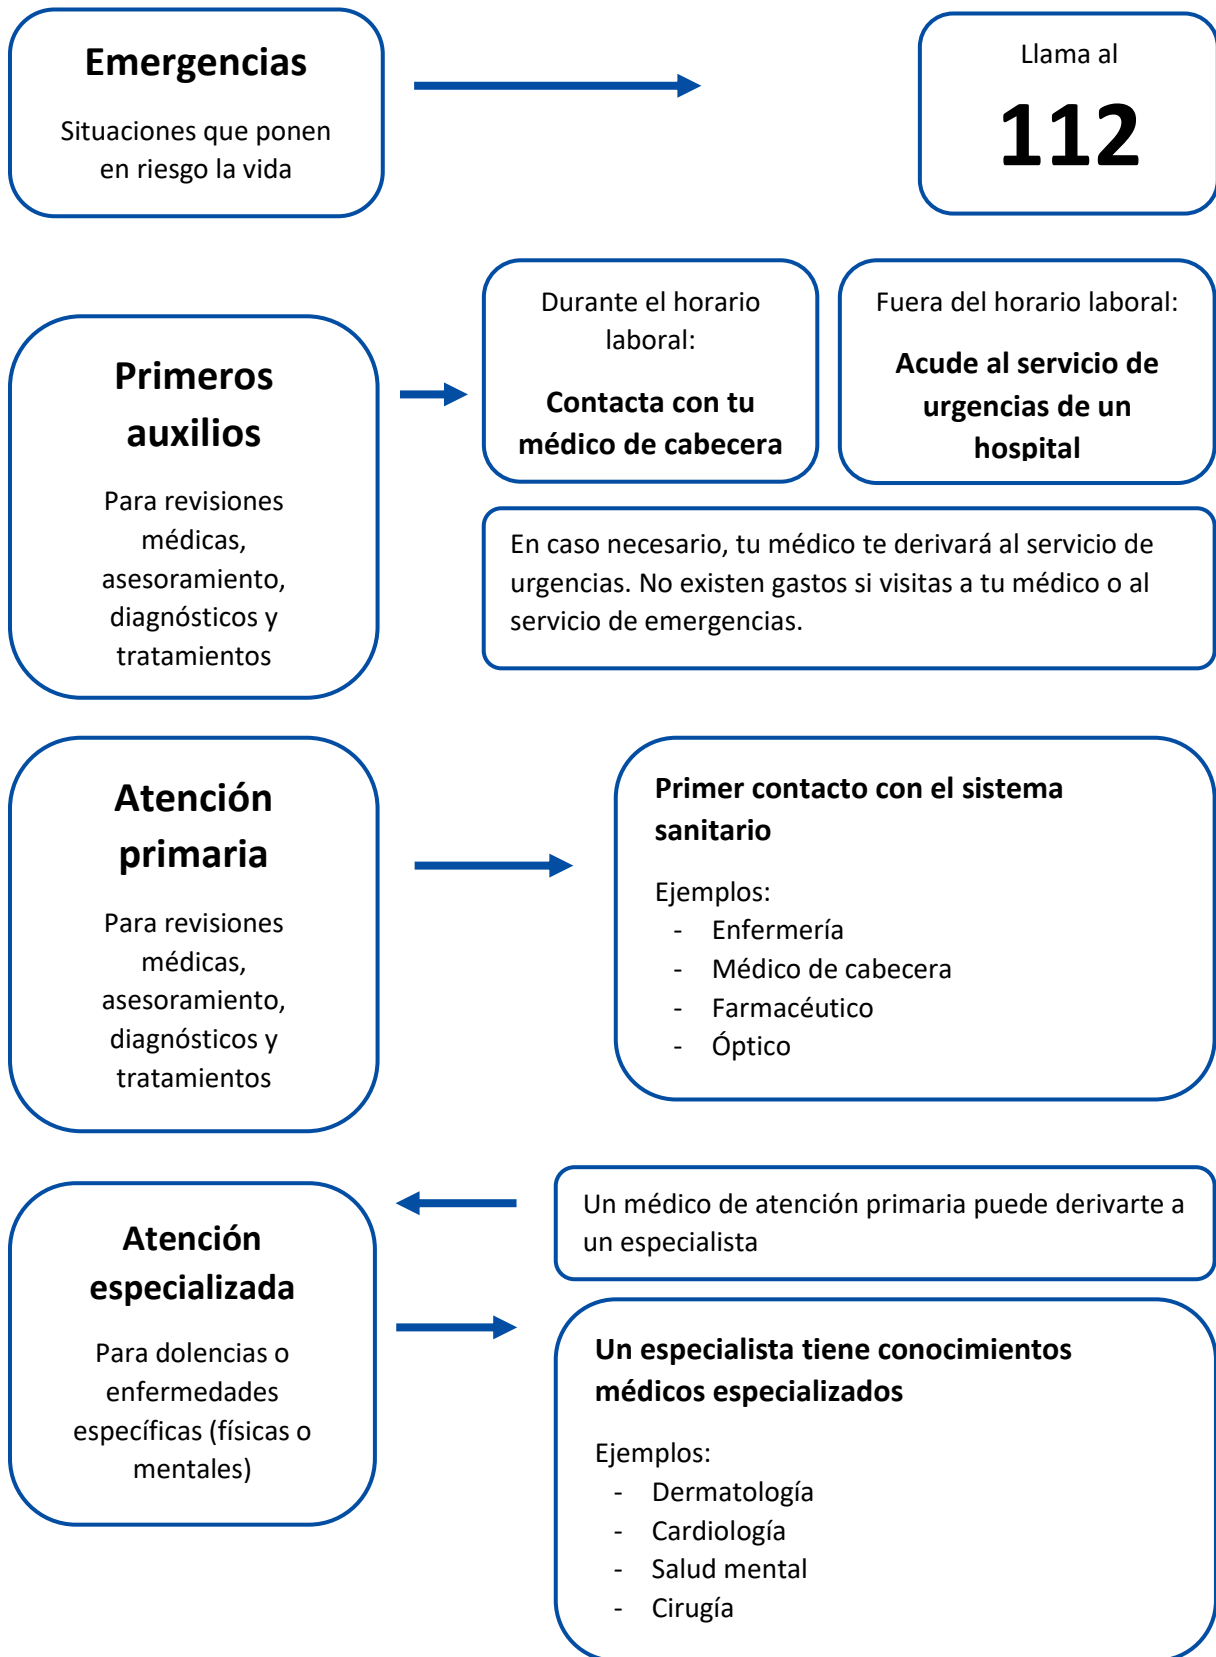 Emergencias
Situaciones que ponen
en riesgo la vida
Llama al
112
Primeros
auxilios
Para revisiones
médicas,
asesoramiento,
diagnósticos y
tratamientos
Durante el horario
laboral:
Contacta con tu
médico de cabecera
Fuera del horario laboral:
Acude al servicio de
urgencias de un
hospital
En caso necesario, tu médico te derivará al servicio de
urgencias. No existen gastos si visitas a tu médico o al
servicio de emergencias.
Atención
primaria
Para revisiones
médicas,
asesoramiento,
diagnósticos y
tratamientos
Primer contacto con el sistema
sanitario
Ejemplos:
- Enfermería
- Médico de cabecera
- Farmacéutico
- Óptico
Atención
especializada
Para dolencias o
enfermedades
específicas (físicas o
mentales)
Un médico de atención primaria puede derivarte a
un especialista
Un especialista tiene conocimientos
médicos especializados
Ejemplos:
- Dermatología
- Cardiología
- Salud mental
- Cirugía